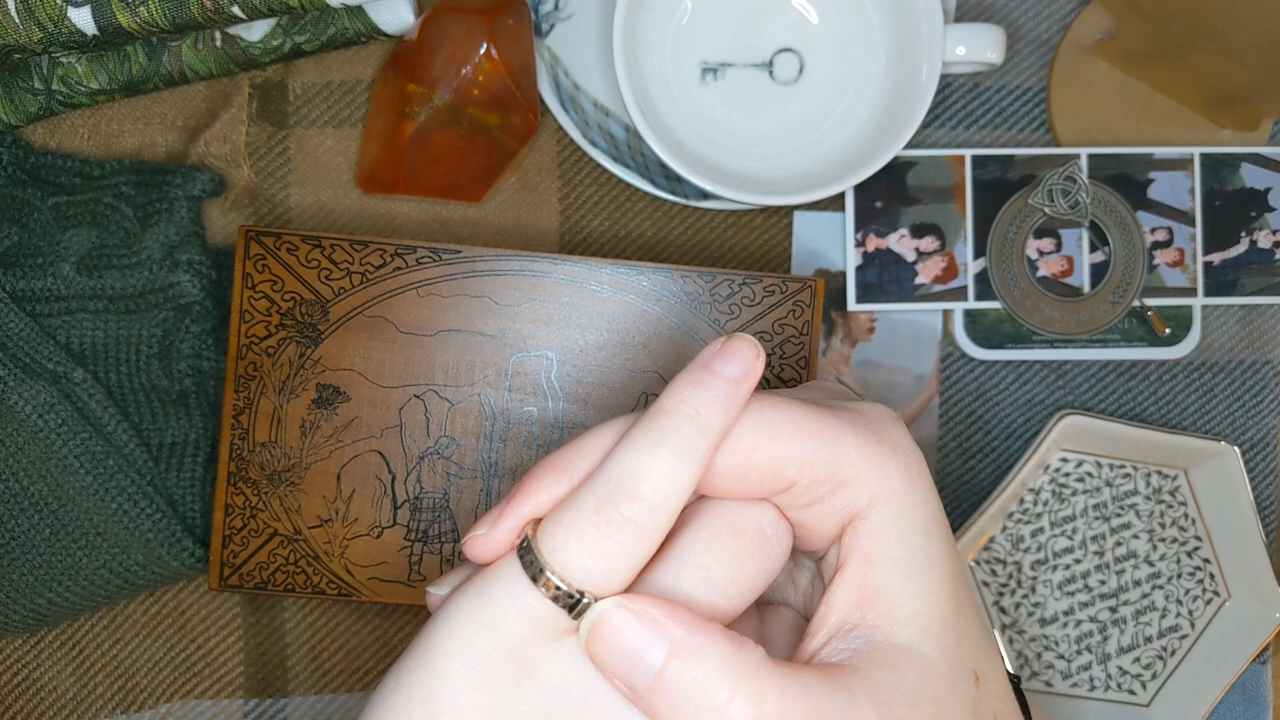 Ye are blood of my blood,
and bone of my bone.
I give ye my body,
that we two might be one.
I give ye my spirit,
'til our life shall be done.